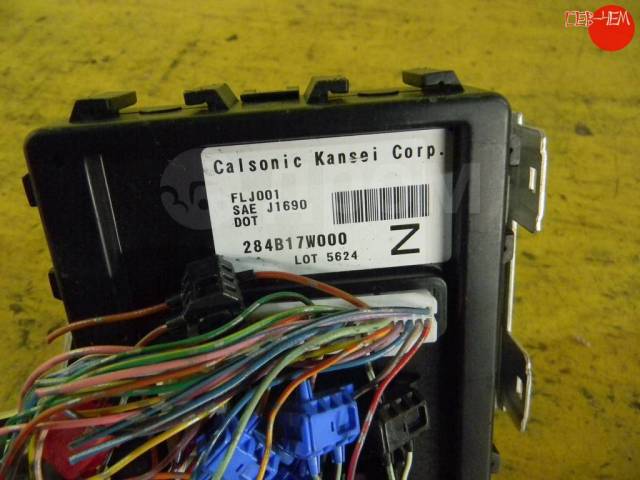 Calsonic Kansei Corp.
FLJ001
SAE J1690
DOT
284B17W000
Z
LOT 5624